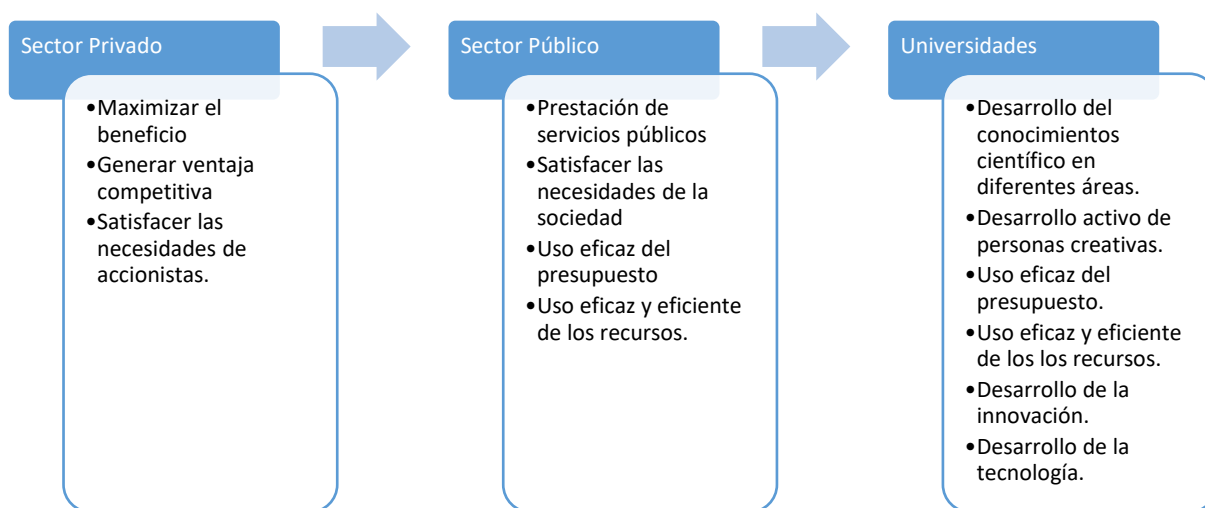 Sector Privado
•Maximizar el
beneficio
•Generar ventaja
competitiva
•Satisfacer las
necesidades de
accionistas.
Sector Público
•Prestación de
servicios públicos
•Satisfacer las
necesidades de la
sociedad
•Uso eficaz del
presupuesto
•Uso eficaz y eficiente
de los recursos.
Universidades
•Desarrollo del
conocimientos
científico en
diferentes áreas.
•Desarrollo activo de
personas creativas.
•Uso eficaz del
presupuesto.
•Uso eficaz y eficiente
de los los recursos.
•Desarrollo de la
innovación.
•Desarrollo de la
tecnología.